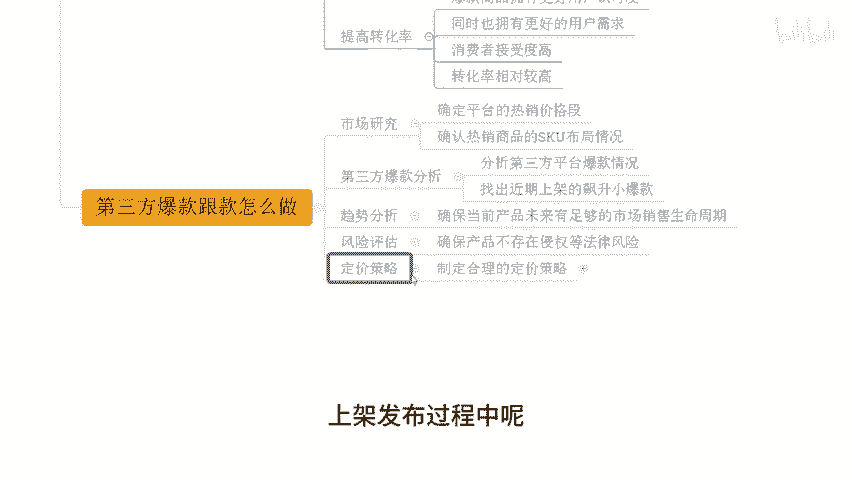 bilibili
同时也拥有更好的用户需求
提高转化率
消费者接受度高
转化率相对较高
确定平台的热销价格段
市场研究
确认热销商品的SKU布局情况
分析第三方平台爆款情况
第三方爆款分析
找出近期上架的飙升小爆款
第三方爆款跟款怎么做
趋势分析
确保当前产品未来有足够的市场销售生命周期
风险评估
确保产品不存在侵权等法律风险
定价策略
制定合理的定价策略
上架发布过程中呢